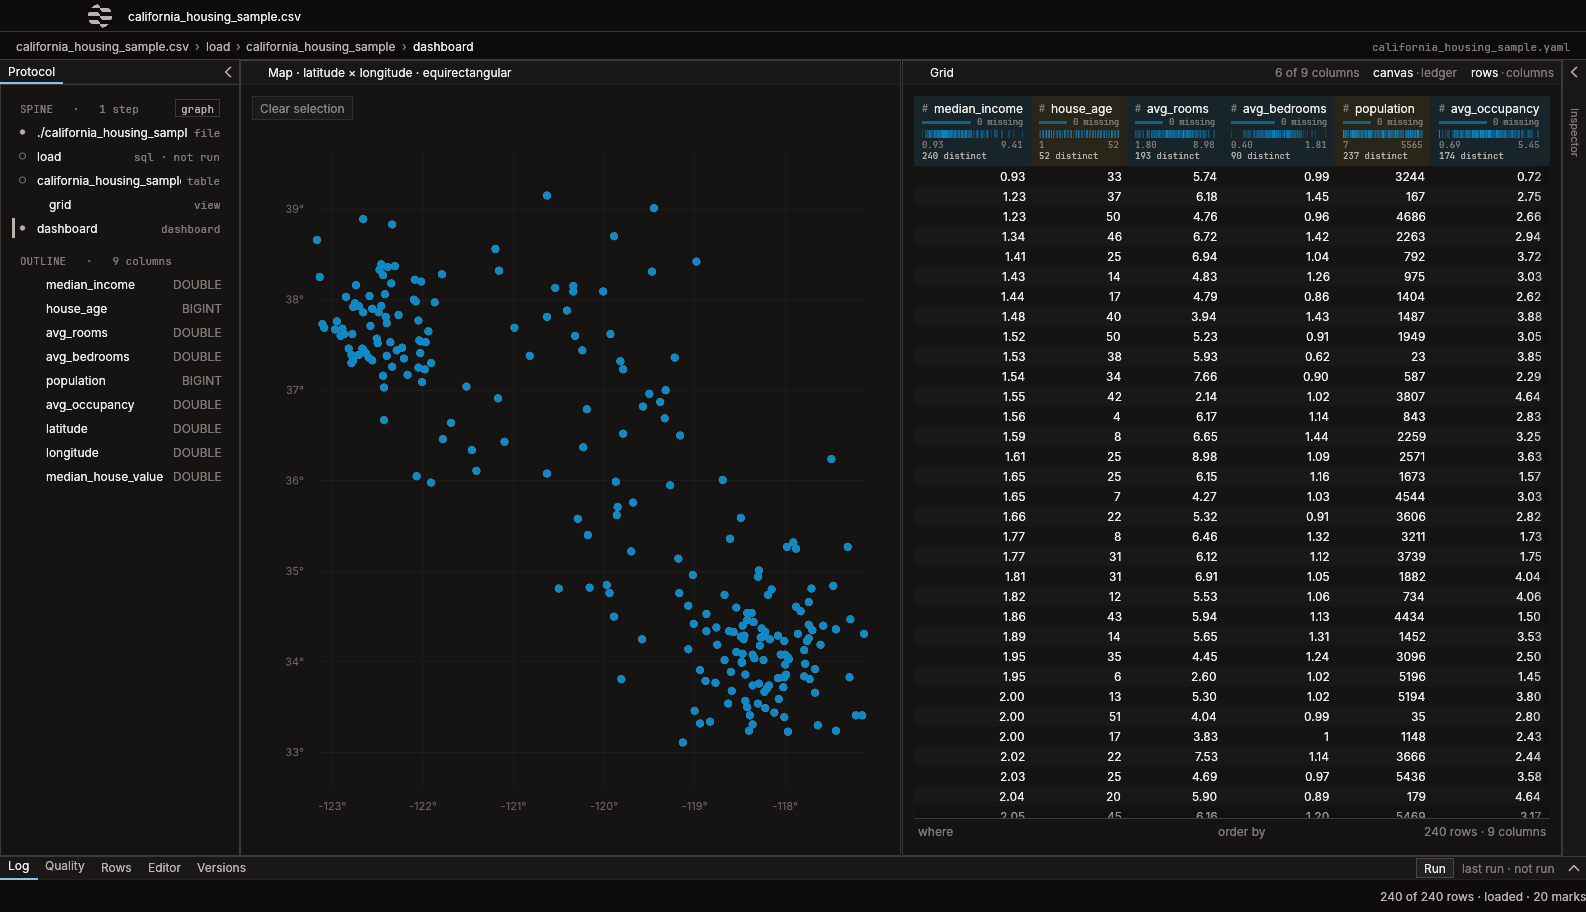 california_housing_sample.csv
california_housing_sample.csv › load › california_housing_sample › dashboard
california_housing_sample.yaml
Protocol
SPINE · 1 step graph
./california_housing_sampl file
load sql · not run
california_housing_sampl table
grid view
dashboard dashboard
OUTLINE · 9 columns
median_income DOUBLE
house_age BIGINT
avg_rooms DOUBLE
avg_bedrooms DOUBLE
population BIGINT
avg_occupancy DOUBLE
latitude DOUBLE
longitude DOUBLE
median_house_value DOUBLE
Map · latitude × longitude · equirectangular
Clear selection
39°
38°
37°
36°
35°
34°
33°
-123° -122° -121° -120° -119° -118°
Grid
6 of 9 columns canvas · ledger rows · columns
# median_income # house_age # avg_rooms # avg_bedrooms # population # avg_occupancy
0 missing 0 missing 0 missing 0 missing 0 missing 0 missing
0.93 9.41 1 52 1.80 8.98 0.40 1.81 7 5565 0.69 5.45
240 distinct 52 distinct 193 distinct 90 distinct 237 distinct 174 distinct
0.93 33 5.74 0.99 3244 0.72
1.23 37 6.18 1.45 167 2.75
1.23 50 4.76 0.96 4686 2.66
1.34 46 6.72 1.42 2263 2.94
1.41 25 6.94 1.04 792 3.72
1.43 14 4.83 1.26 975 3.03
1.44 17 4.79 0.86 1404 2.62
1.48 40 3.94 1.43 1487 3.88
1.52 50 5.23 0.91 1949 3.05
1.53 38 5.93 0.62 23 3.85
1.54 34 7.66 0.90 587 2.29
1.55 42 2.14 1.02 3807 4.64
1.56 4 6.17 1.14 843 2.83
1.59 8 6.65 1.44 2259 3.25
1.61 25 8.98 1.09 2571 3.63
1.65 25 6.15 1.16 1673 1.57
1.65 7 4.27 1.03 4544 3.03
1.66 22 5.32 0.91 3606 2.82
1.77 8 6.46 1.32 3211 1.73
1.77 31 6.12 1.12 3739 1.75
1.81 31 6.91 1.05 1882 4.04
1.82 12 5.53 1.06 734 4.06
1.86 43 5.94 1.13 4434 1.50
1.89 14 5.65 1.31 1452 3.53
1.95 35 4.45 1.24 3096 2.50
1.95 6 2.60 1.02 5196 1.45
2.00 13 5.30 1.02 5194 3.80
2.00 51 4.04 0.99 35 2.80
2.00 17 3.83 1 1148 2.43
2.02 22 7.53 1.14 3666 2.44
2.03 25 4.69 0.97 5436 3.58
2.04 20 5.90 0.89 179 4.64
2.05 45 6.16 1.20 5469 3.17
where order by 240 rows · 9 columns
Inspector
Log Quality Rows Editor Versions
Run last run · not run
240 of 240 rows · loaded · 20 marks